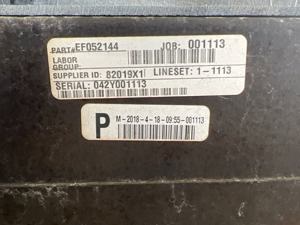 PART# EF052144 JOB: 001113
LABOR
GROUP:
SUPPLIER ID: 82019X1 LINESET: 1-1113
SERIAL: 042Y001113
P M-2018-4-18-09:55-001113